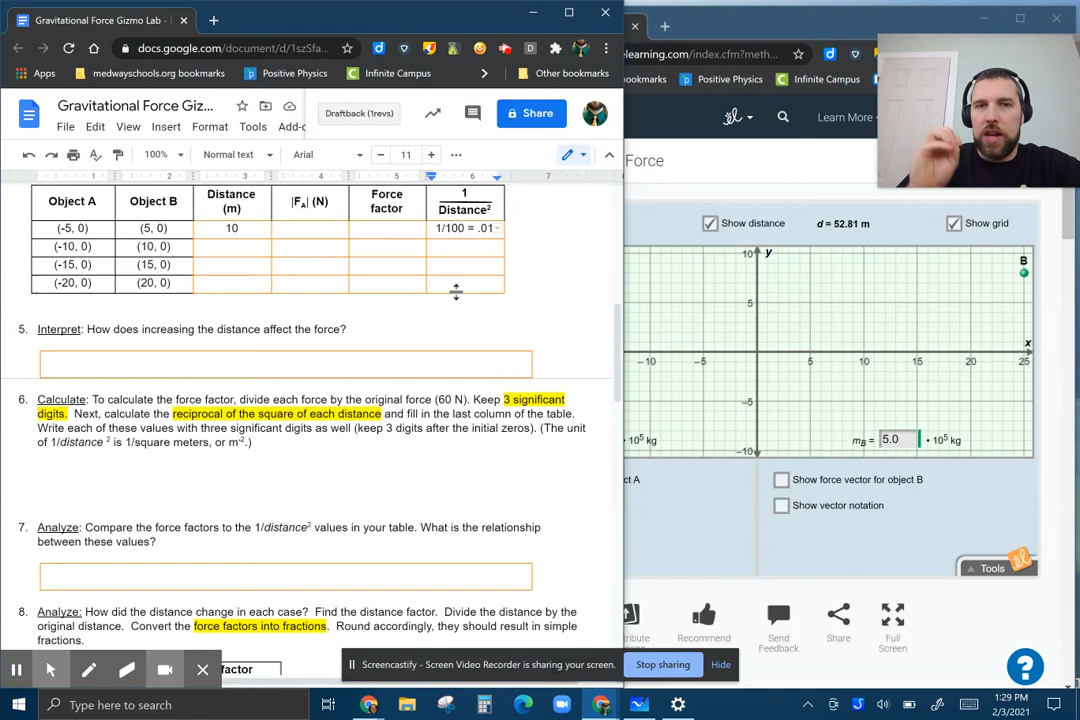 Gravitational Force Gizmo Lab -
docs.google.com/document/d/1szSfa...
Apps
medwayschools.org bookmarks
Positive Physics
Infinite Campus
Other bookmarks
Gravitational Force Giz...
Draftback (1revs)
Share
File Edit View Insert Format Tools Add-
100% Normal text Arial 11
Object A Object B Distance (m) |FA| (N) Force factor 1 Distance²
(-5, 0) (5, 0) 10 1/100 = .01
(-10, 0) (10, 0)
(-15, 0) (15, 0)
(-20, 0) (20, 0)
5. Interpret: How does increasing the distance affect the force?
6. Calculate: To calculate the force factor, divide each force by the original force (60 N). Keep 3 significant
digits. Next, calculate the reciprocal of the square of each distance and fill in the last column of the table.
Write each of these values with three significant digits as well (keep 3 digits after the initial zeros). (The unit
of 1/distance ² is 1/square meters, or m-2.)
7. Analyze: Compare the force factors to the 1/distance² values in your table. What is the relationship
between these values?
8. Analyze: How did the distance change in each case? Find the distance factor. Divide the distance by the
original distance. Convert the force factors into fractions. Round accordingly, they should result in simple
fractions.
factor
elearning.com/index.cfm?meth...
ookmarks
Positive Physics
Infinite Campus
Learn More
Force
Show distance d = 52.81 m Show grid
10 y
B
5
x
-10 -5 5 10 15 20 25
-5
-10
· 10⁵ kg
mB = 5.0 · 10⁵ kg
ct A
Show force vector for object B
Show vector notation
Tools
tribute
Recommend
Send
Feedback
Share
Full
Screen
Screencastify - Screen Video Recorder is sharing your screen.
Stop sharing
Hide
Type here to search
1:29 PM
2/3/2021